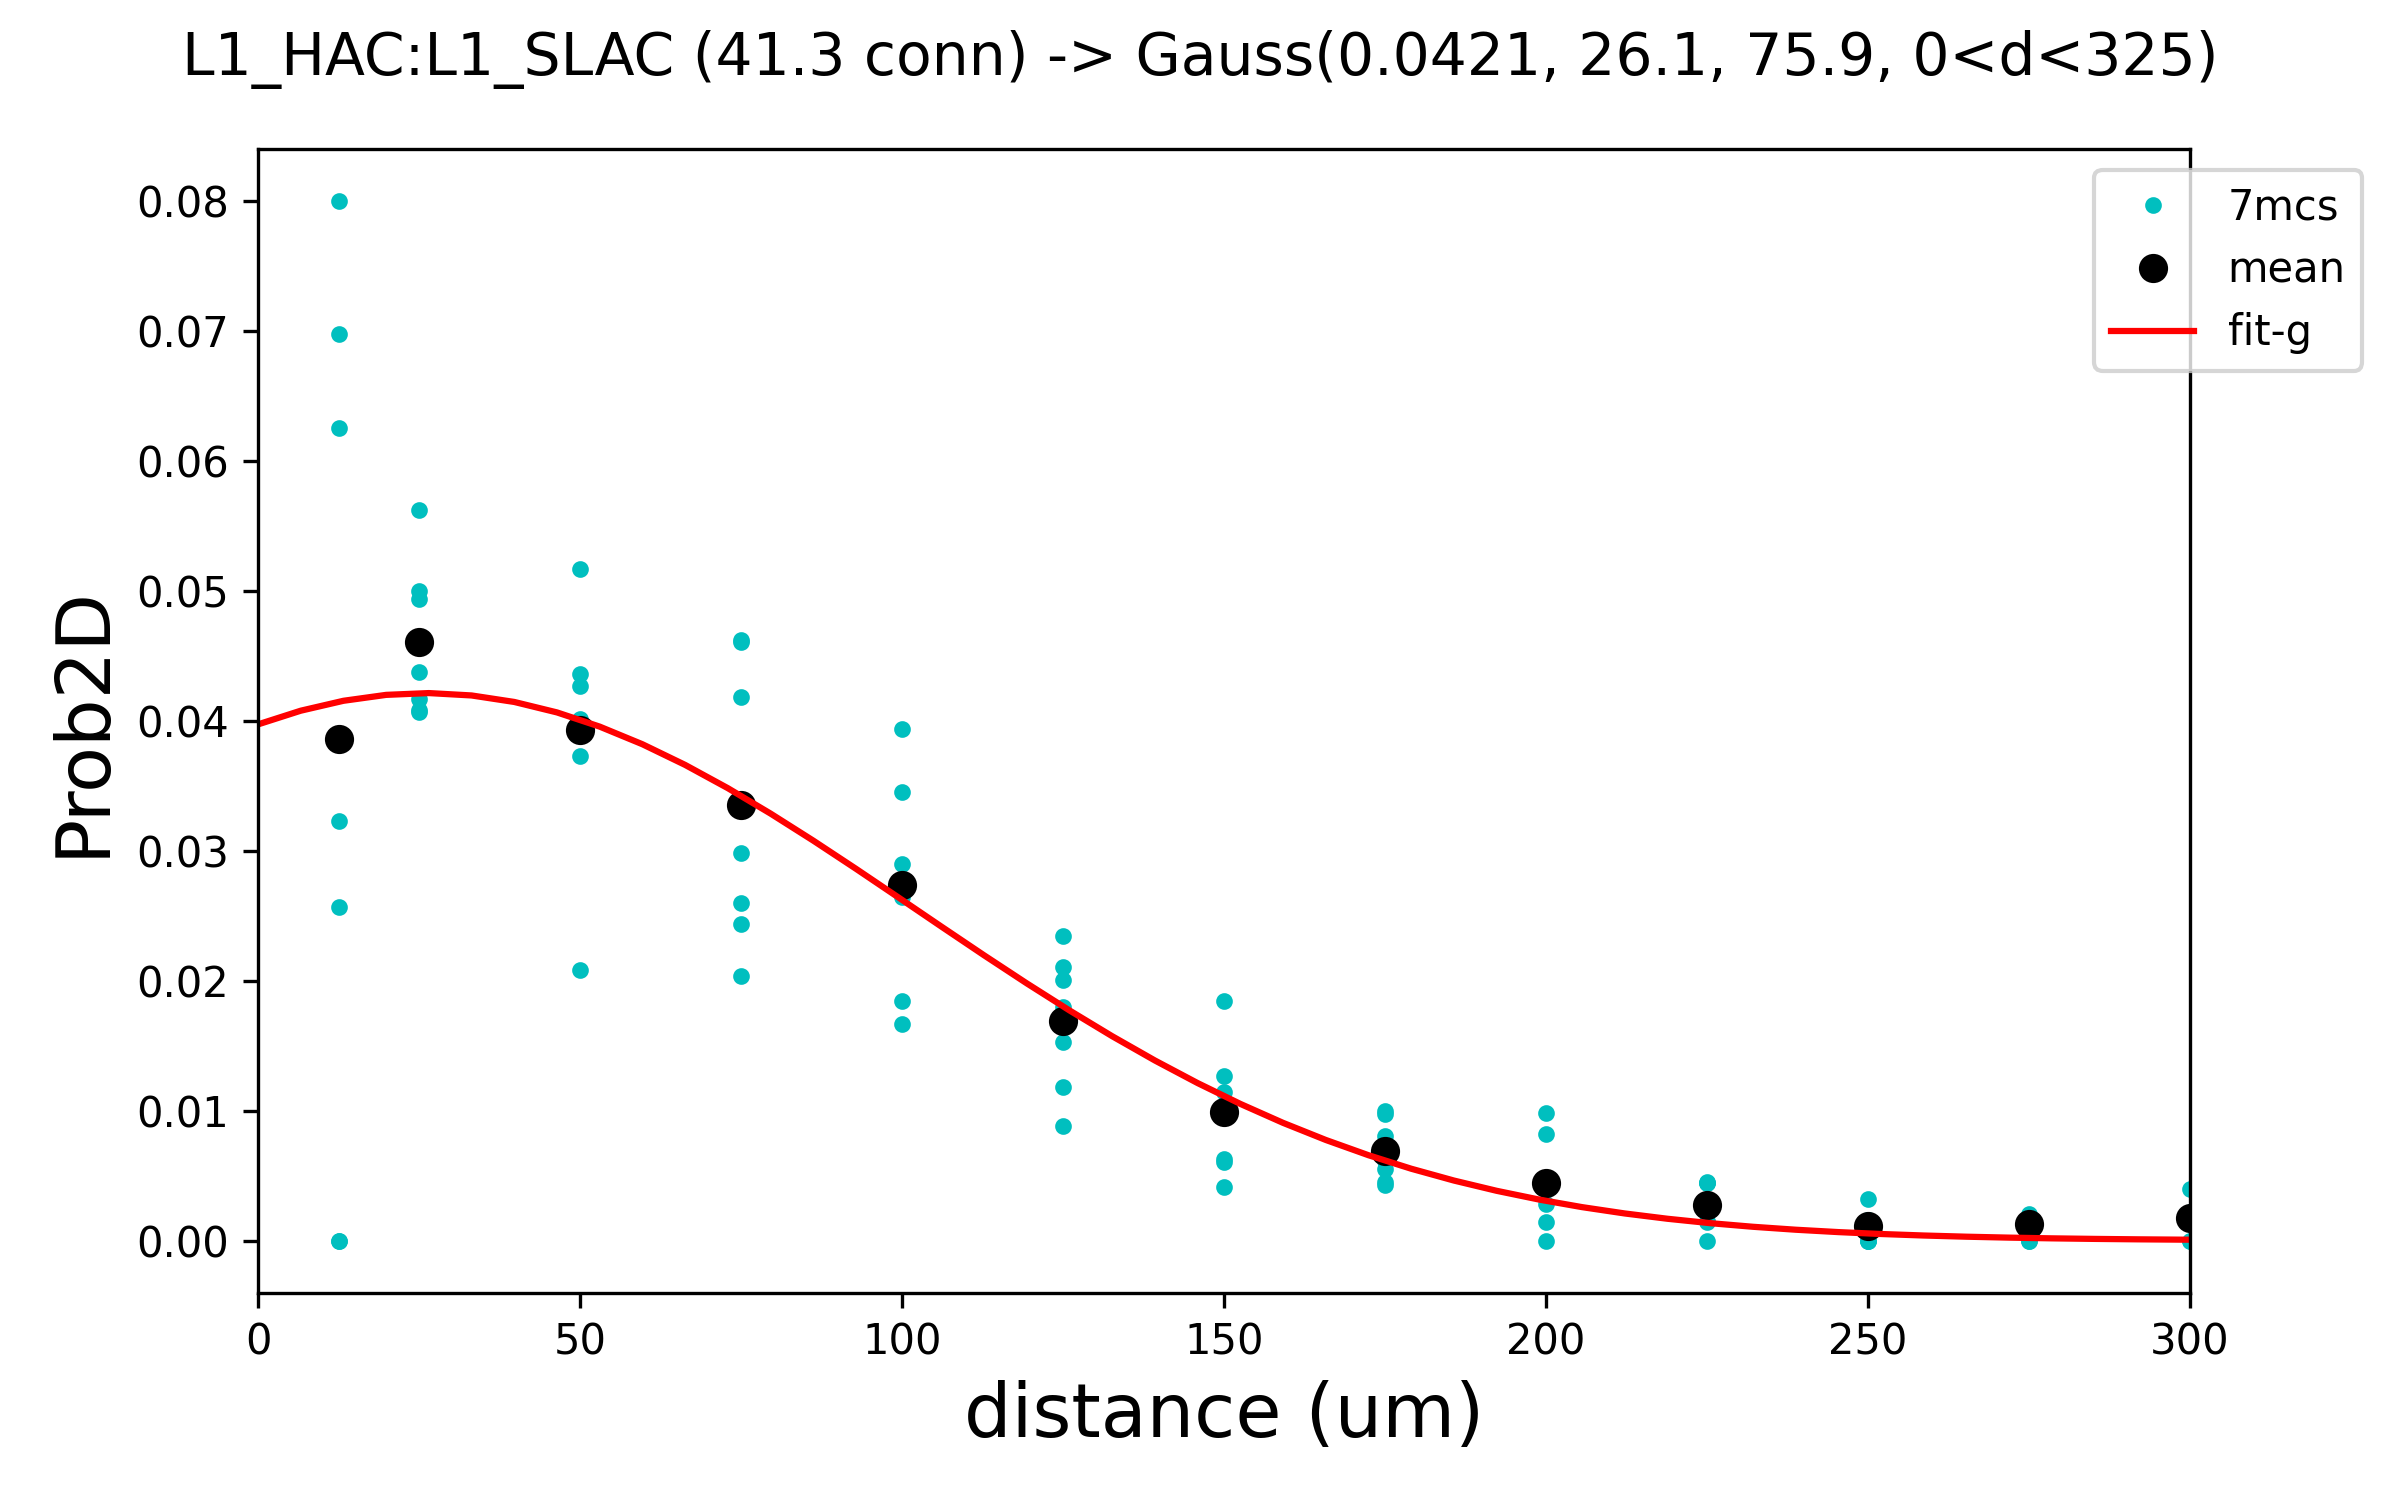 L1_HAC:L1_SLAC (41.3 conn) -> Gauss(0.0421, 26.1, 75.9, 0<d<325)
7mcs
mean
fit-g
Prob2D
0.08
0.07
0.06
0.05
0.04
0.03
0.02
0.01
0.00
0 50 100 150 200 250 300
distance (um)